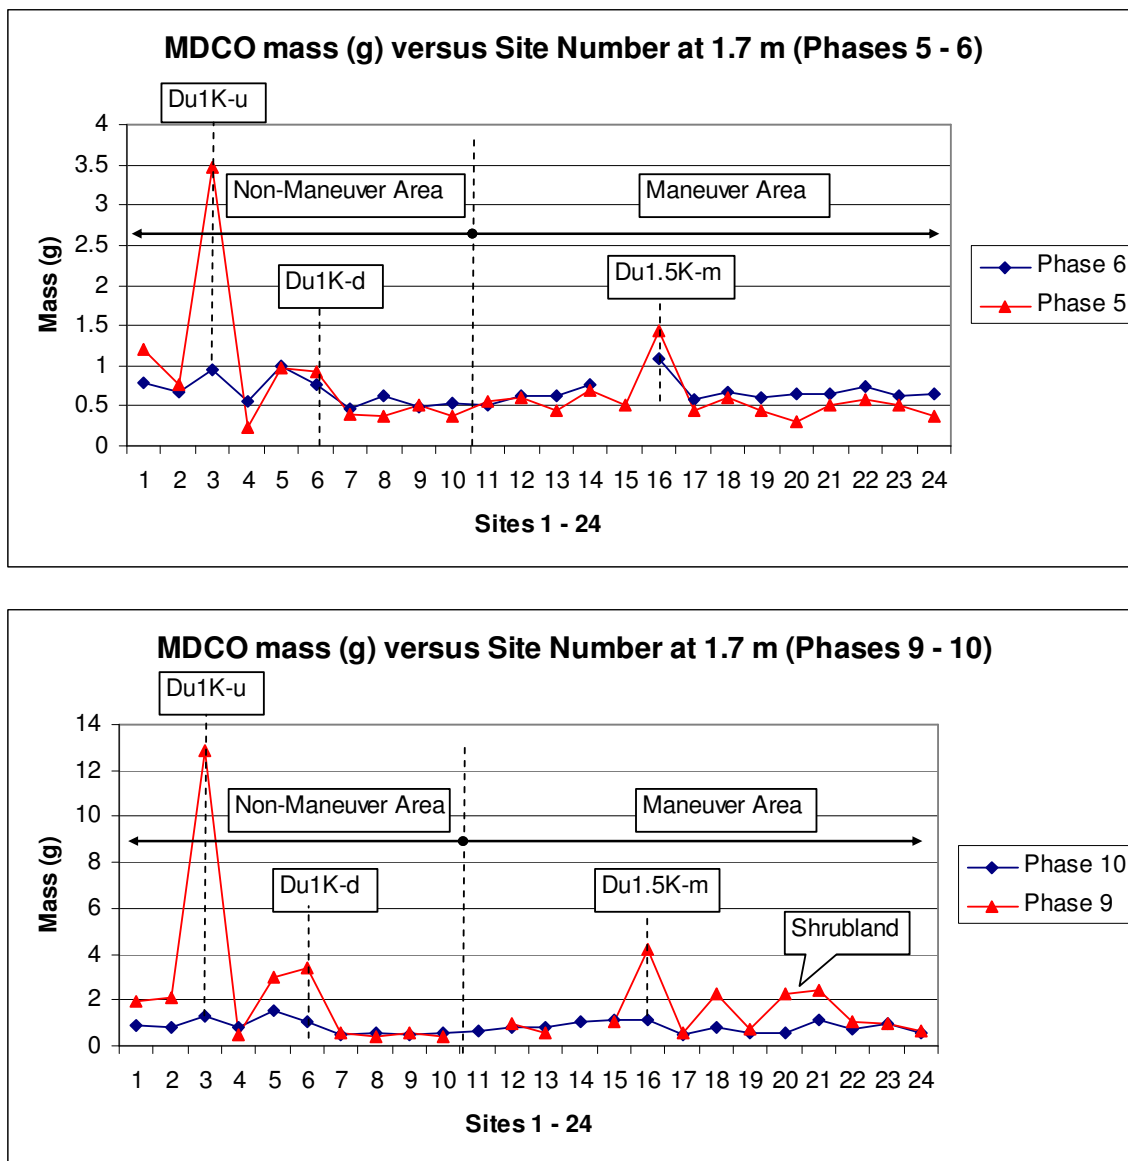 MDCO mass (g) versus Site Number at 1.7 m (Phases 5 - 6)
Du1K-u
4
3.5
3
2.5
2
1.5
1
0.5
0
Mass (g)
Non-Maneuver Area
Maneuver Area
Du1K-d
Du1.5K-m
Phase 6
Phase 5
1 2 3 4 5 6 7 8 9 10 11 12 13 14 15 16 17 18 19 20 21 22 23 24
Sites 1 - 24
MDCO mass (g) versus Site Number at 1.7 m (Phases 9 - 10)
Du1K-u
14
12
10
8
6
4
2
0
Mass (g)
Non-Maneuver Area
Maneuver Area
Du1K-d
Du1.5K-m
Shrubland
Phase 10
Phase 9
1 2 3 4 5 6 7 8 9 10 11 12 13 14 15 16 17 18 19 20 21 22 23 24
Sites 1 - 24